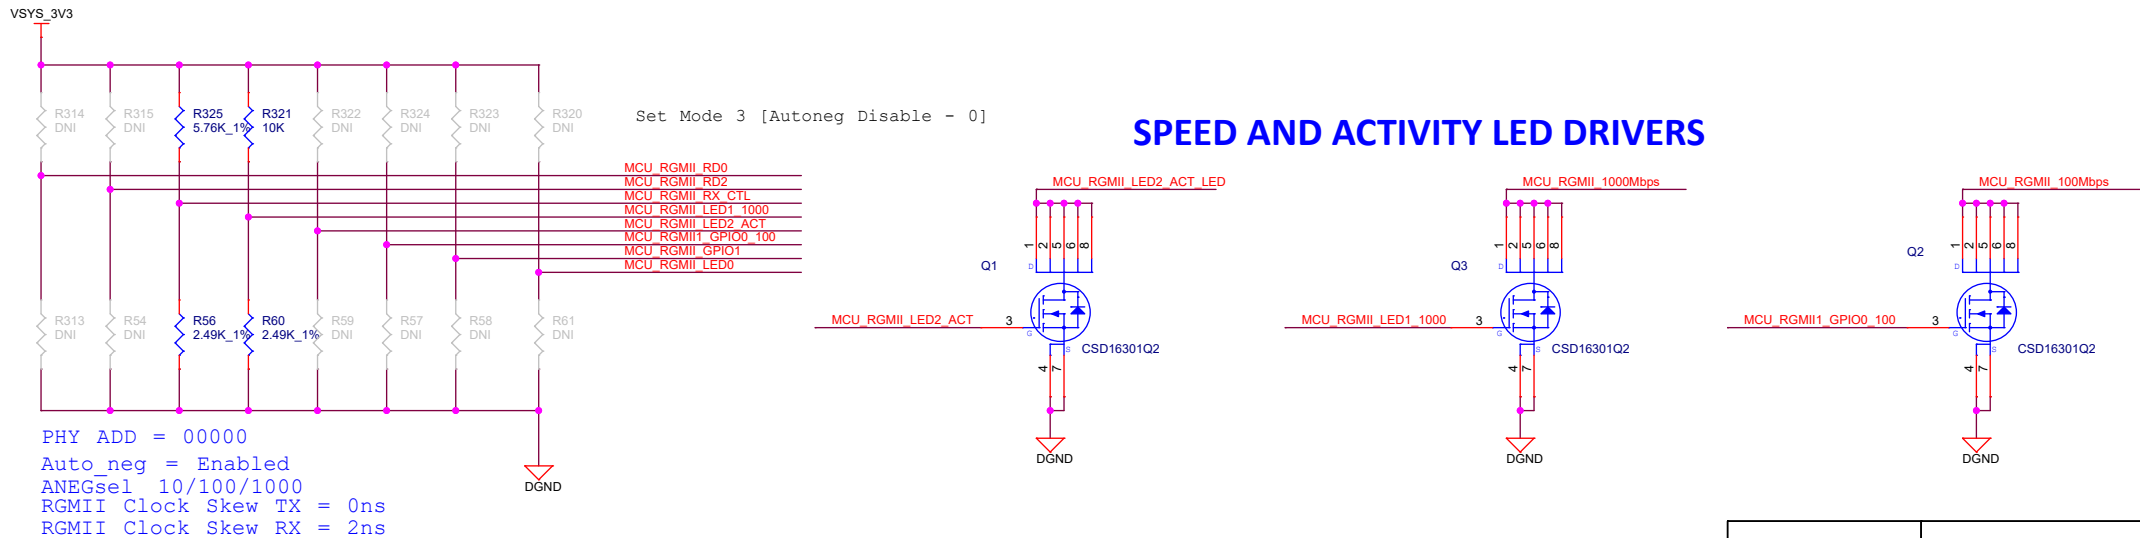 VSYS_3V3
R314
DNI
R315
DNI
R325
5.76K_1%
R321
10K
R322
DNI
R324
DNI
R323
DNI
R320
DNI
Set Mode 3 [Autoneg Disable - 0]
SPEED AND ACTIVITY LED DRIVERS
MCU_RGMII_RD0
MCU_RGMII_RD2
MCU_RGMII_RX_CTL
MCU_RGMII_LED1_1000
MCU_RGMII_LED2_ACT
MCU_RGMII1_GPIO0_100
MCU_RGMII_GPIO1
MCU_RGMII_LED0
R313
DNI
R54
DNI
R56
2.49K_1%
R60
2.49K_1%
R59
DNI
R57
DNI
R58
DNI
R61
DNI
DGND
PHY ADD = 00000
Auto_neg = Enabled
ANEGsel 10/100/1000
RGMII Clock Skew TX = 0ns
RGMII Clock Skew RX = 2ns
MCU_RGMII_LED2_ACT_LED
1
2
5
6
8
Q1
D
MCU_RGMII_LED2_ACT
3
G
S
CSD16301Q2
4
7
DGND
MCU_RGMII_1000Mbps
1
2
5
6
8
Q3
D
MCU_RGMII_LED1_1000
3
G
S
CSD16301Q2
4
7
DGND
MCU_RGMII_100Mbps
1
2
5
6
8
Q2
D
MCU_RGMII1_GPIO0_100
3
G
S
CSD16301Q2
4
7
DGND